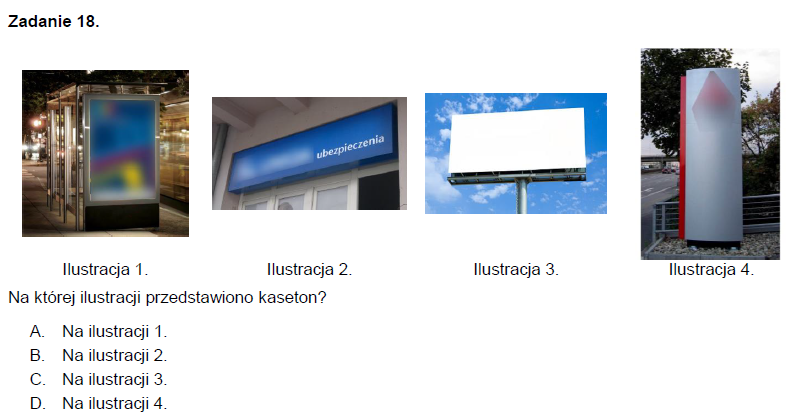 Zadanie 18.
ubezpieczenia
Ilustracja 1.
Ilustracja 2.
Ilustracja 3.
Ilustracja 4.
Na której ilustracji przedstawiono kaseton?
A. Na ilustracji 1.
B. Na ilustracji 2.
C. Na ilustracji 3.
D. Na ilustracji 4.